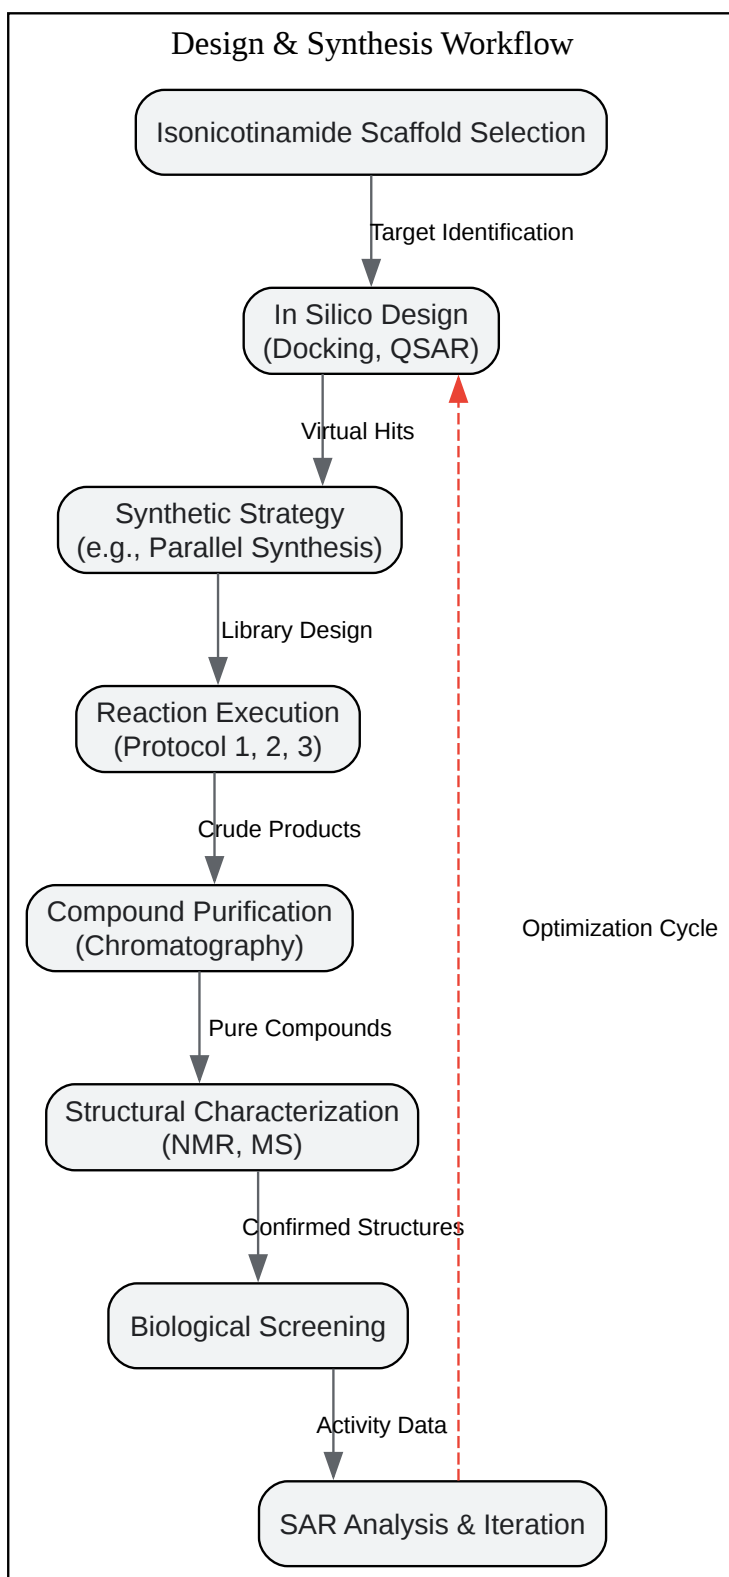 Design & Synthesis Workflow
Isonicotinamide Scaffold Selection
Target Identification
In Silico Design
(Docking, QSAR)
Virtual Hits
Synthetic Strategy
(e.g., Parallel Synthesis)
Library Design
Reaction Execution
(Protocol 1, 2, 3)
Crude Products
Compound Purification
(Chromatography)
Optimization Cycle
Pure Compounds
Structural Characterization
(NMR, MS)
Confirmed Structures
Biological Screening
Activity Data
SAR Analysis & Iteration